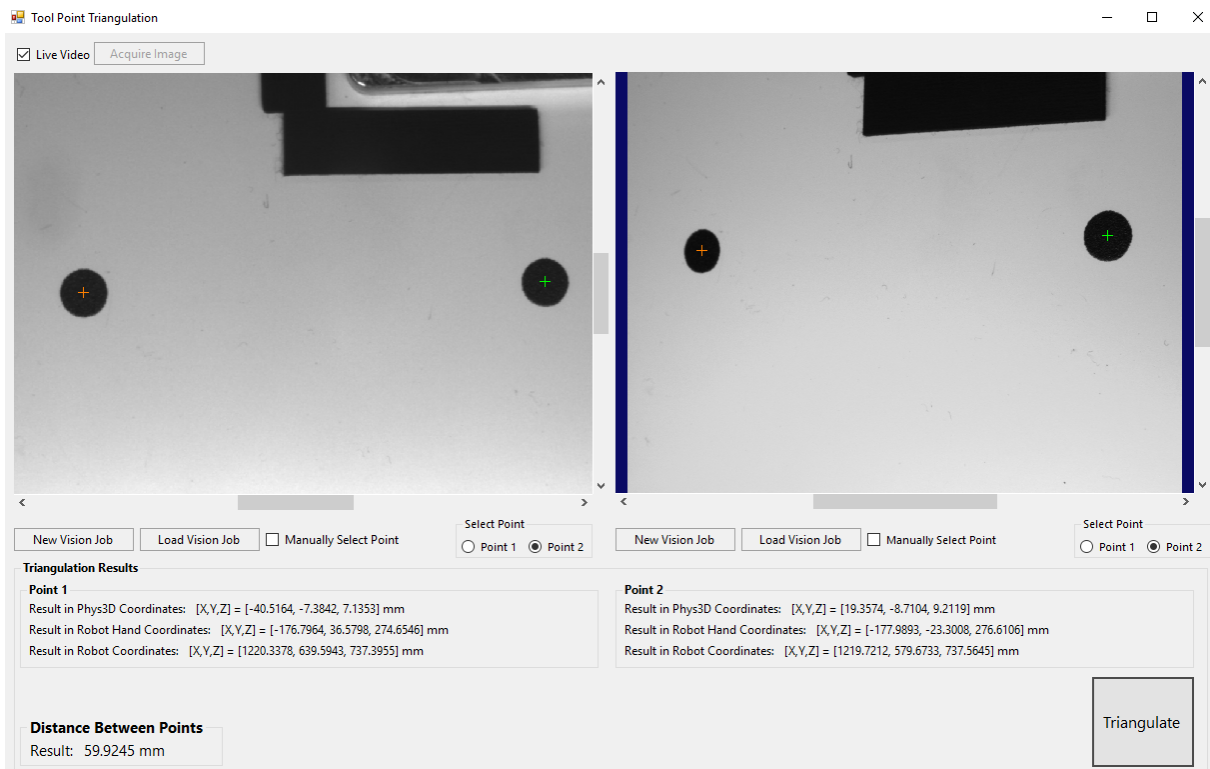 Tool Point Triangulation
Live Video Acquire Image
New Vision Job Load Vision Job Manually Select Point
Select Point
Point 1 Point 2
New Vision Job Load Vision Job Manually Select Point
Select Point
Point 1 Point 2
Triangulation Results
Point 1
Result in Phys3D Coordinates: [X,Y,Z] = [-40.5164, -7.3842, 7.1353] mm
Result in Robot Hand Coordinates: [X,Y,Z] = [-176.7964, 36.5798, 274.6546] mm
Result in Robot Coordinates: [X,Y,Z] = [1220.3378, 639.5943, 737.3955] mm
Point 2
Result in Phys3D Coordinates: [X,Y,Z] = [19.3574, -8.7104, 9.2119] mm
Result in Robot Hand Coordinates: [X,Y,Z] = [-177.9893, -23.3008, 276.6106] mm
Result in Robot Coordinates: [X,Y,Z] = [1219.7212, 579.6733, 737.5645] mm
Distance Between Points
Result: 59.9245 mm
Triangulate